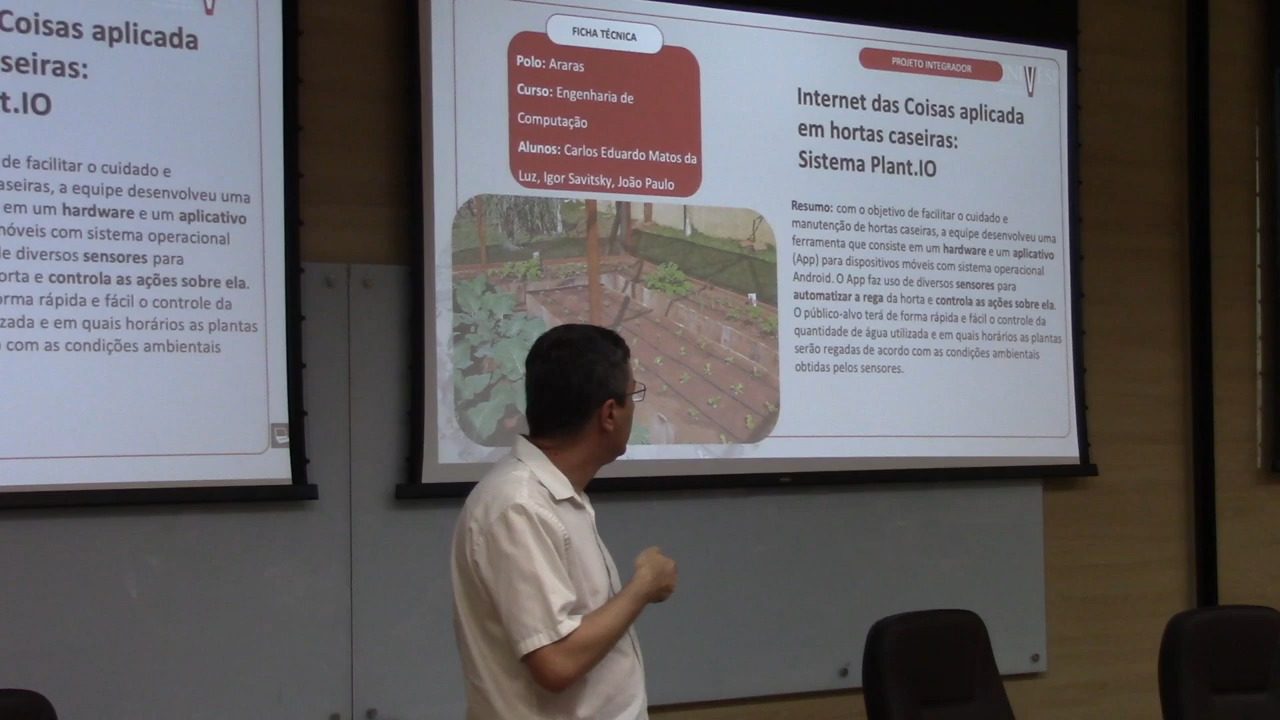 Coisas aplicada
seiras:
t.IO
de facilitar o cuidado e
aseiras, a equipe desenvolveu uma
em um hardware e um aplicativo
móveis com sistema operacional
de diversos sensores para
orta e controla as ações sobre ela.
orma rápida e fácil o controle da
zada e em quais horários as plantas
com as condições ambientais
FICHA TÉCNICA
Polo: Araras
Curso: Engenharia de
Computação
Alunos: Carlos Eduardo Matos da
Luz, Igor Savitsky, João Paulo
PROJETO INTEGRADOR
Internet das Coisas aplicada
em hortas caseiras:
Sistema Plant.IO
Resumo: com o objetivo de facilitar o cuidado e
manutenção de hortas caseiras, a equipe desenvolveu uma
ferramenta que consiste em um hardware e um aplicativo
(App) para dispositivos móveis com sistema operacional
Android. O App faz uso de diversos sensores para
automatizar a rega da horta e controla as ações sobre ela.
O público-alvo terá de forma rápida e fácil o controle da
quantidade de água utilizada e em quais horários as plantas
serão regadas de acordo com as condições ambientais
obtidas pelos sensores.